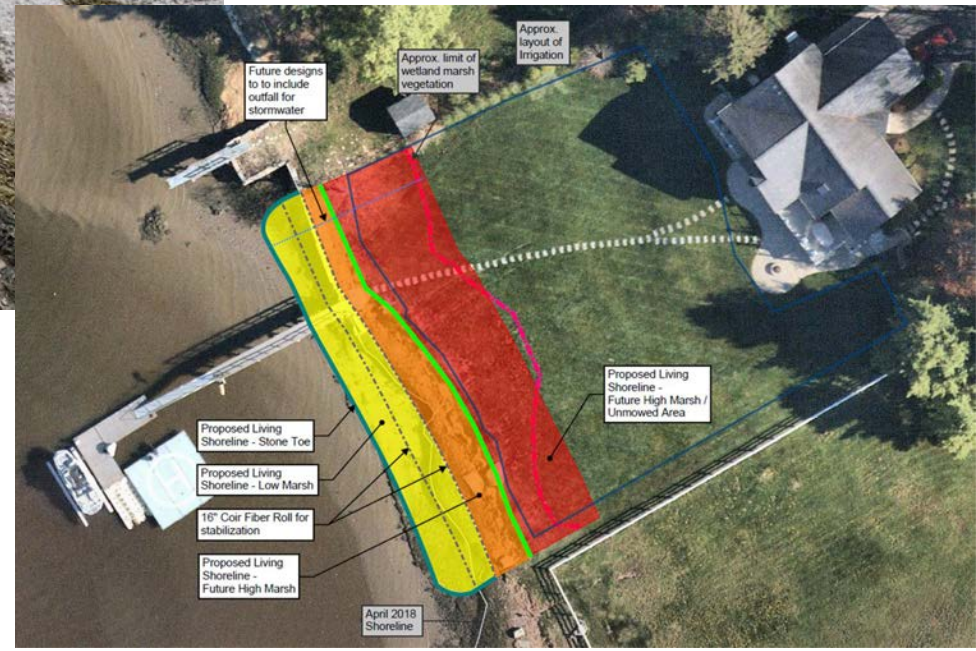 Approx.
layout of
Irrigation
Approx. limit of
wetland marsh
vegetation
Future designs
to to include
outfall for
stormwater
Proposed Living
Shoreline -
Future High Marsh /
Unmowed Area
Proposed Living
Shoreline - Stone Toe
Proposed Living
Shoreline - Low Marsh
16" Coir Fiber Roll for
stabilization
Proposed Living
Shoreline -
Future High Marsh
April 2018
Shoreline